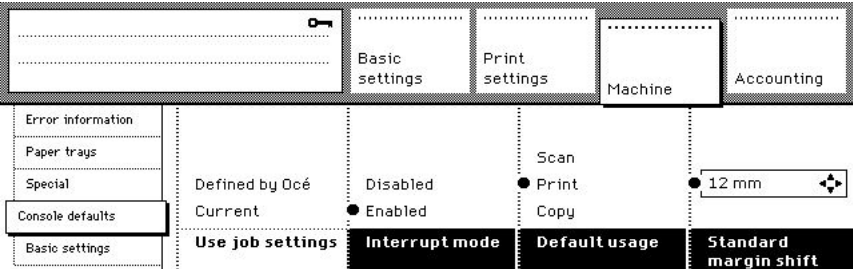 Basic
settings
Print
settings
Machine
Accounting
Error information
Paper trays
Special
Console defaults
Basic settings
Defined by Océ
Current
Use job settings
Disabled
Enabled
Interrupt mode
Scan
Print
Copy
Default usage
12 mm
Standard
margin shift